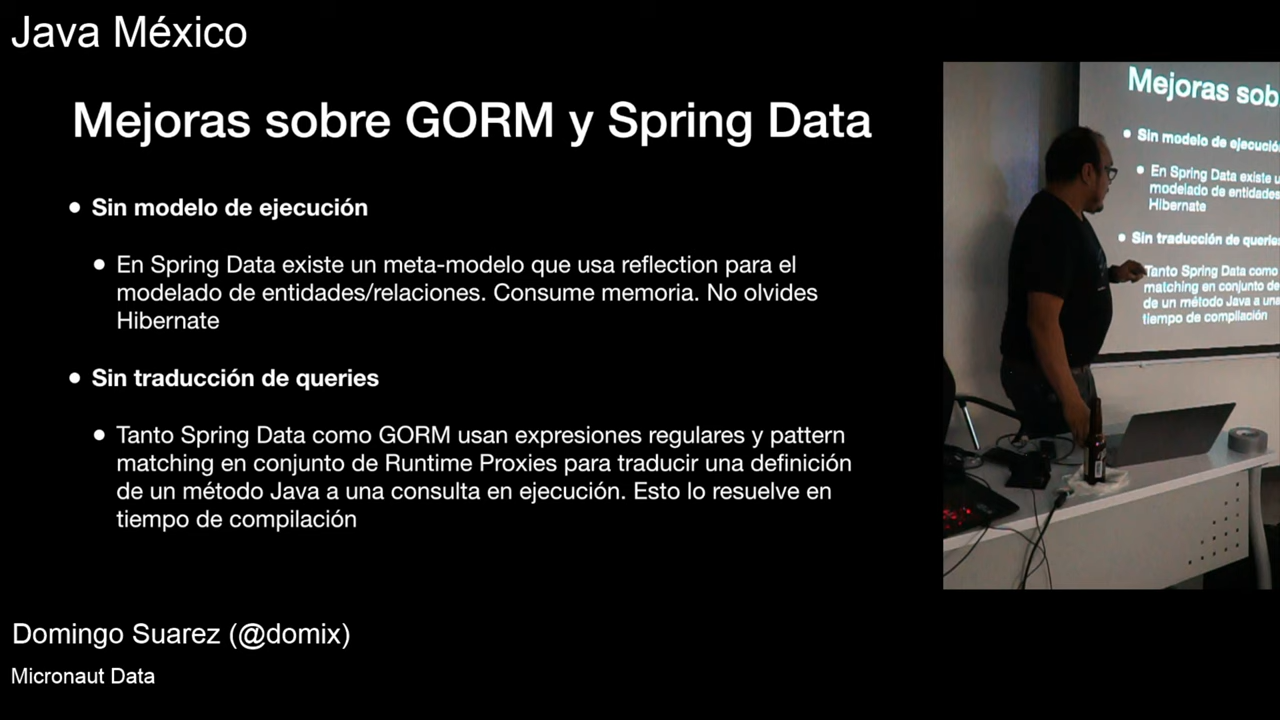 Java México
Mejoras sobre GORM y Spring Data
• Sin modelo de ejecución
• En Spring Data existe un meta-modelo que usa reflection para el
modelado de entidades/relaciones. Consume memoria. No olvides
Hibernate
• Sin traducción de queries
• Tanto Spring Data como GORM usan expresiones regulares y pattern
matching en conjunto de Runtime Proxies para traducir una definición
de un método Java a una consulta en ejecución. Esto lo resuelve en
tiempo de compilación
Domingo Suarez (@domix)
Micronaut Data
Mejoras sob
• Sin modelo de ejecució
• En Spring Data existe u
modelado de entidades
Hibernate
• Sin traducción de querie
Tanto Spring Data como
matching en conjunto de
de un método Java a una
tiempo de compilación